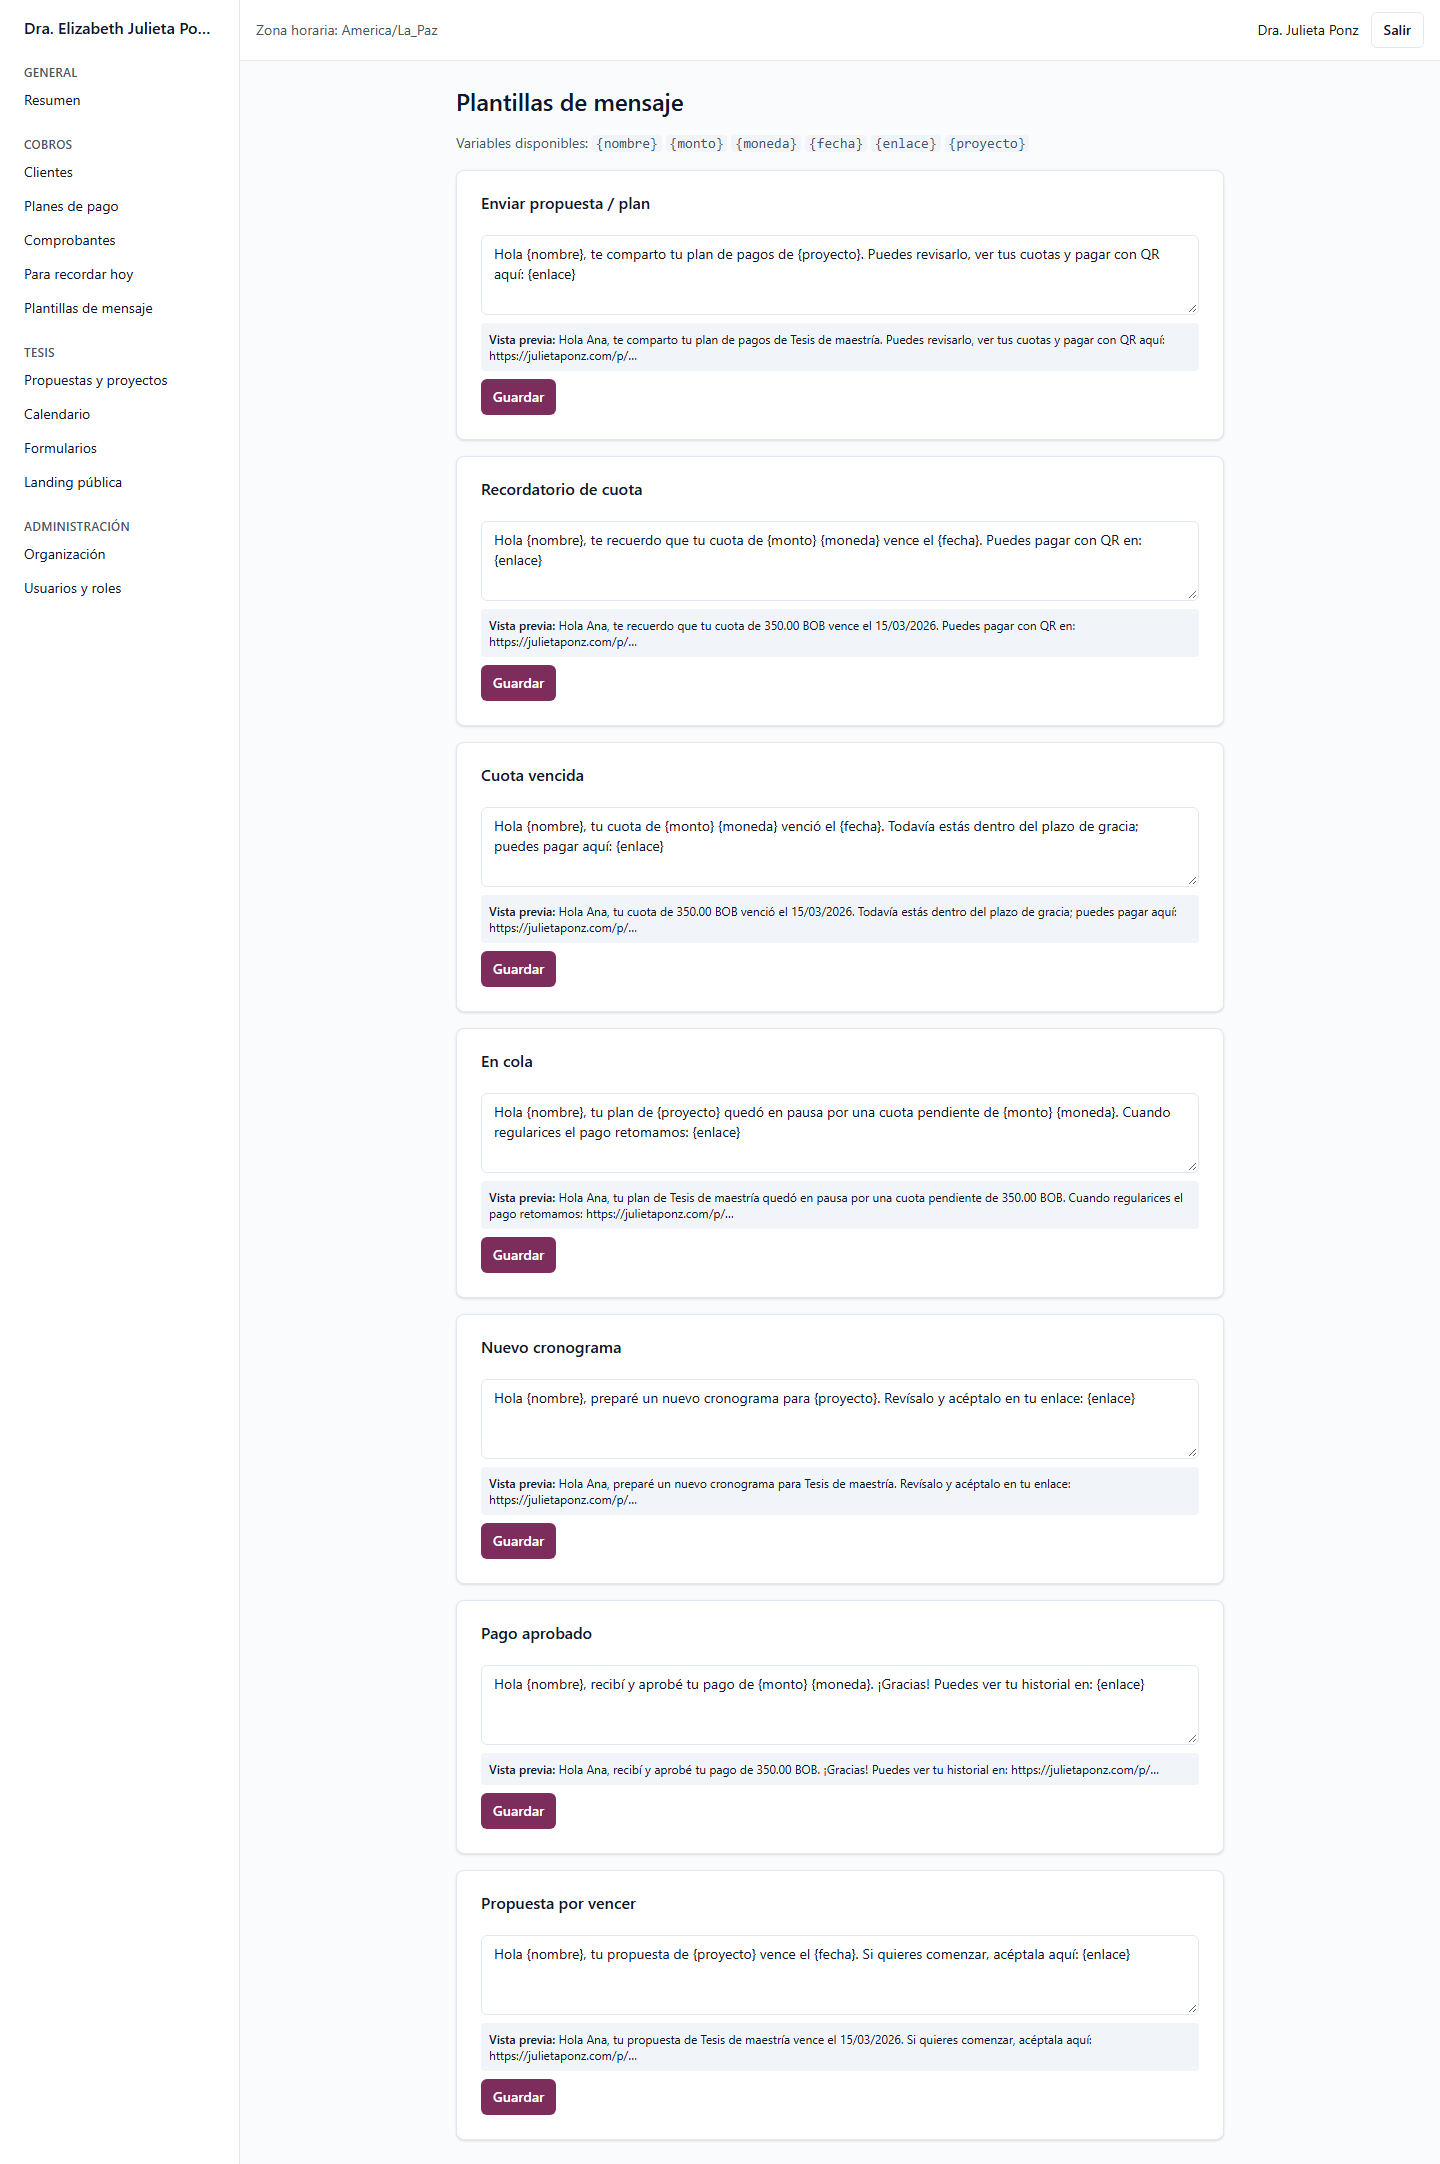 Dra. Elizabeth Julieta Po...
GENERAL
Resumen
COBROS
Clientes
Planes de pago
Comprobantes
Para recordar hoy
Plantillas de mensaje
TESIS
Propuestas y proyectos
Calendario
Formularios
Landing pública
ADMINISTRACIÓN
Organización
Usuarios y roles
Zona horaria: America/La_Paz
Dra. Julieta Ponz
Salir
Plantillas de mensaje
Variables disponibles: {nombre} {monto} {moneda} {fecha} {enlace} {proyecto}
Enviar propuesta / plan
Hola {nombre}, te comparto tu plan de pagos de {proyecto}. Puedes revisarlo, ver tus cuotas y pagar con QR
aquí: {enlace}
Vista previa: Hola Ana, te comparto tu plan de pagos de Tesis de maestría. Puedes revisarlo, ver tus cuotas y pagar con QR aquí:
https://julietaponz.com/p/...
Guardar
Recordatorio de cuota
Hola {nombre}, te recuerdo que tu cuota de {monto} {moneda} vence el {fecha}. Puedes pagar con QR en:
{enlace}
Vista previa: Hola Ana, te recuerdo que tu cuota de 350.00 BOB vence el 15/03/2026. Puedes pagar con QR en:
https://julietaponz.com/p/...
Guardar
Cuota vencida
Hola {nombre}, tu cuota de {monto} {moneda} venció el {fecha}. Todavía estás dentro del plazo de gracia;
puedes pagar aquí: {enlace}
Vista previa: Hola Ana, tu cuota de 350.00 BOB venció el 15/03/2026. Todavía estás dentro del plazo de gracia; puedes pagar aquí:
https://julietaponz.com/p/...
Guardar
En cola
Hola {nombre}, tu plan de {proyecto} quedó en pausa por una cuota pendiente de {monto} {moneda}. Cuando
regularices el pago retomamos: {enlace}
Vista previa: Hola Ana, tu plan de Tesis de maestría quedó en pausa por una cuota pendiente de 350.00 BOB. Cuando regularices el
pago retomamos: https://julietaponz.com/p/...
Guardar
Nuevo cronograma
Hola {nombre}, preparé un nuevo cronograma para {proyecto}. Revísalo y acéptalo en tu enlace: {enlace}
Vista previa: Hola Ana, preparé un nuevo cronograma para Tesis de maestría. Revísalo y acéptalo en tu enlace:
https://julietaponz.com/p/...
Guardar
Pago aprobado
Hola {nombre}, recibí y aprobé tu pago de {monto} {moneda}. ¡Gracias! Puedes ver tu historial en: {enlace}
Vista previa: Hola Ana, recibí y aprobé tu pago de 350.00 BOB. ¡Gracias! Puedes ver tu historial en: https://julietaponz.com/p/...
Guardar
Propuesta por vencer
Hola {nombre}, tu propuesta de {proyecto} vence el {fecha}. Si quieres comenzar, acéptala aquí: {enlace}
Vista previa: Hola Ana, tu propuesta de Tesis de maestría vence el 15/03/2026. Si quieres comenzar, acéptala aquí:
https://julietaponz.com/p/...
Guardar